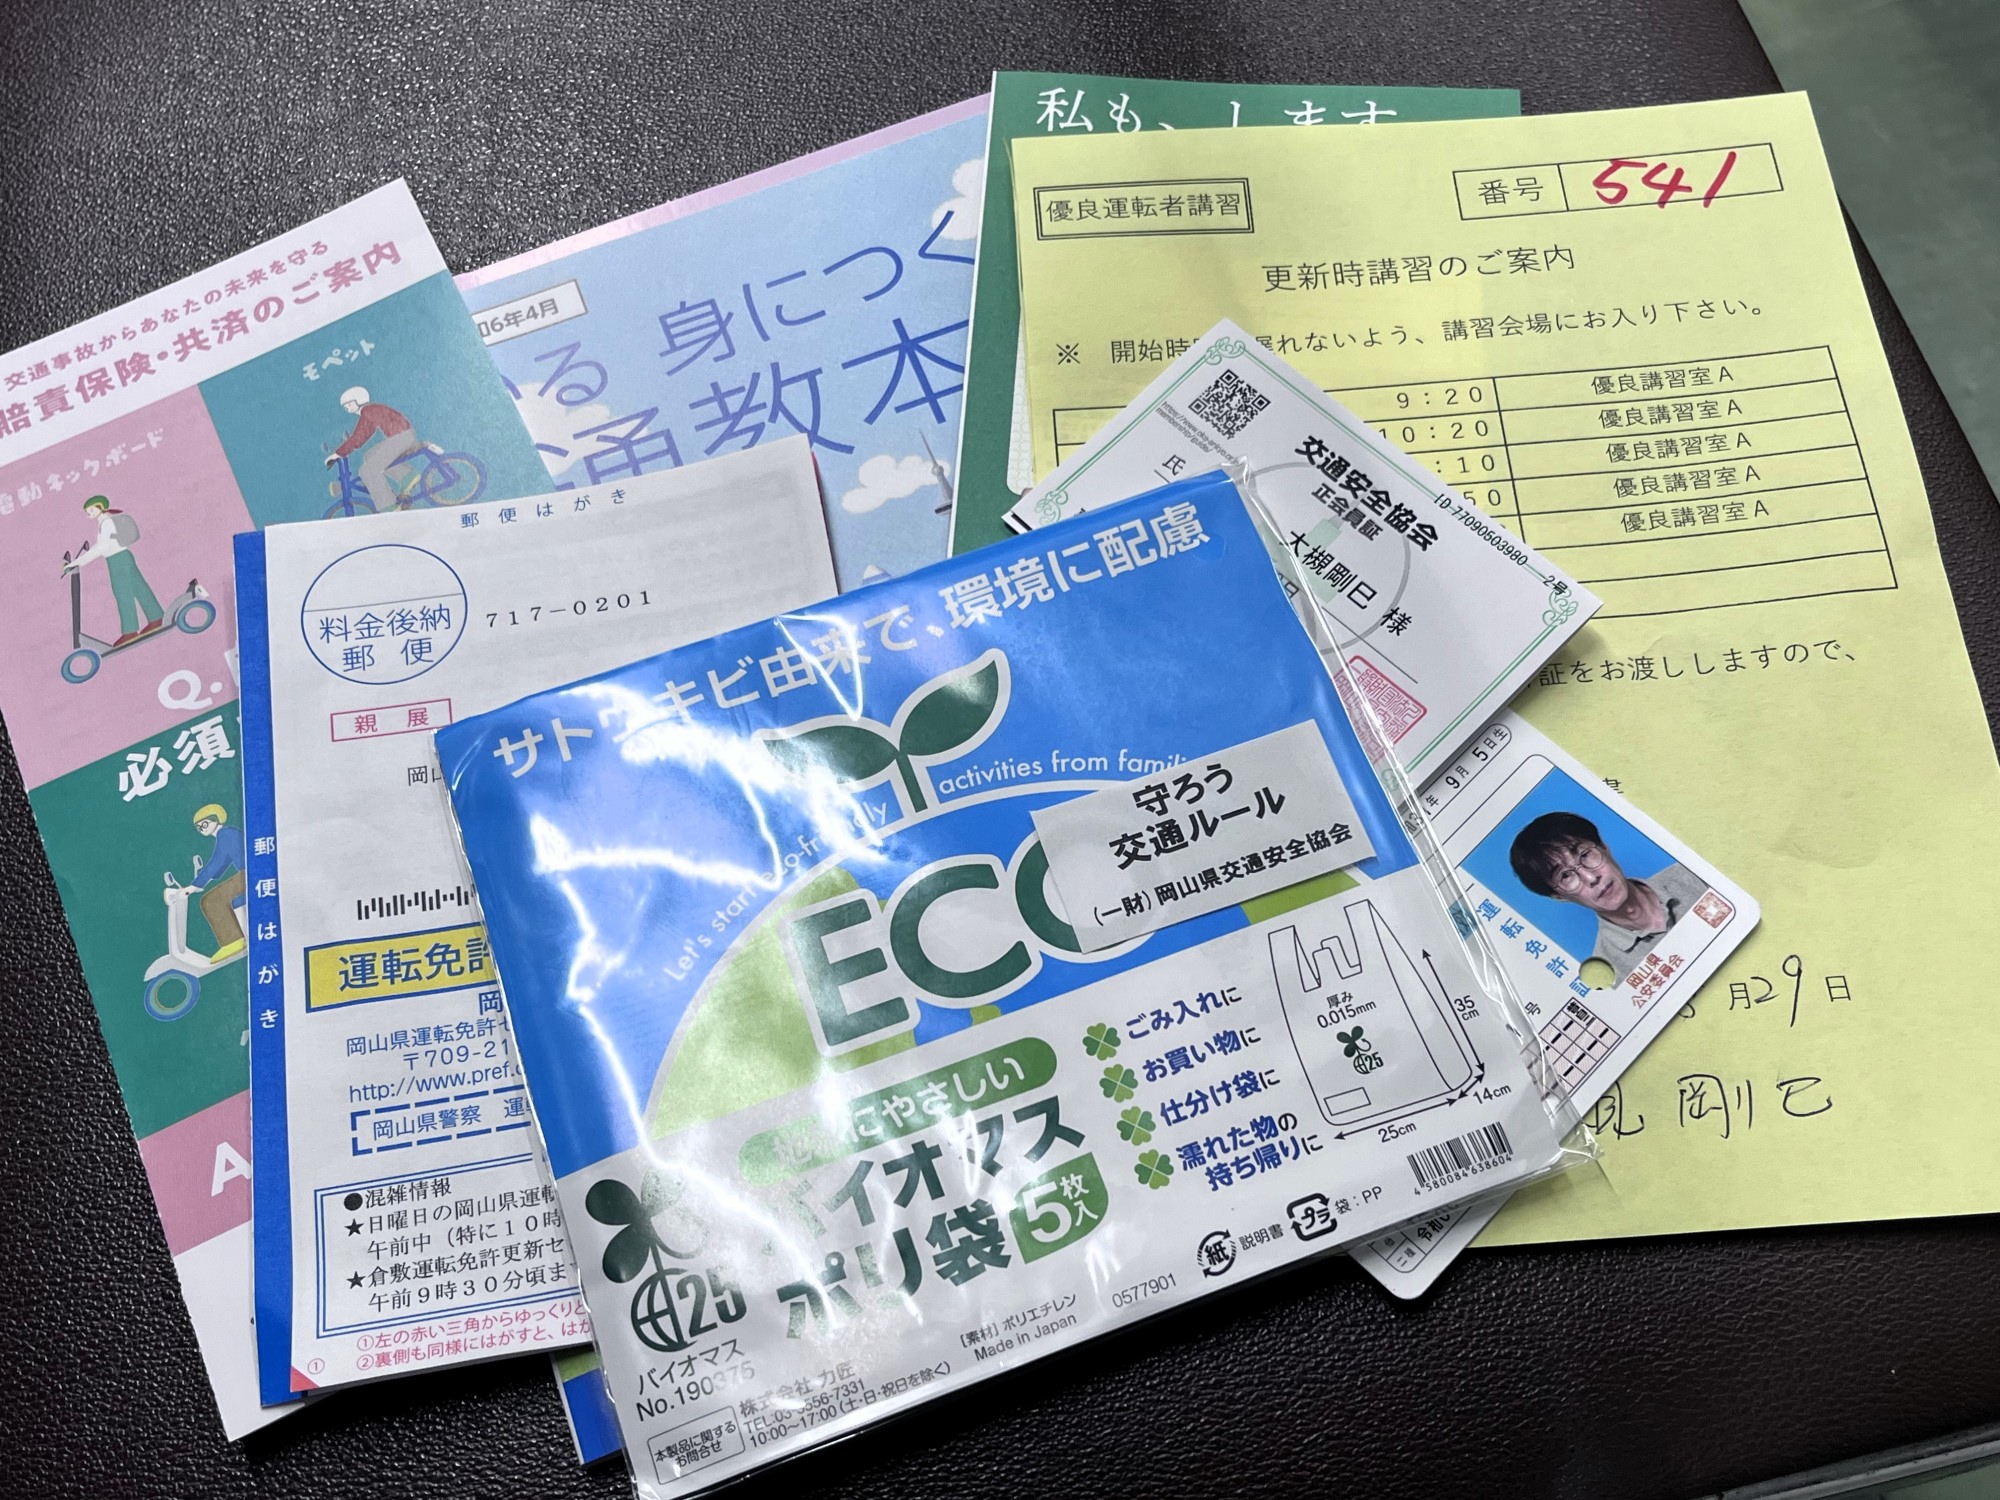 交通事故からあなたの未来を守る
賠責保険・共済のご案内
モペット
電動キックボード
Q.
必須
A
6年4月
る 身につく
通教本
私も、します
優良運転者講習
番号 541
更新時講習のご案内
※ 開始時 遅れないよう、講習会場にお入り下さい。
9:20 優良講習室A
10:20 優良講習室A
:10 優良講習室A
50 優良講習室A
優良講習室A
証をお渡ししますので、
月29日
剛巳
交通安全協会
正会員証
ID-77090503980-2号
氏
大槻剛巳 様
9月5日生
運転免許証
岡山県
公安委員会
号
郵便はがき
料金後納
郵便
717-0201
親展
岡山
郵便はがき
運転免許
岡
岡山県運転免許セ
〒709-21
http://www.pref.
岡山県警察 運
●混雑情報
★日曜日の岡山県運転
午前中(特に10時
★倉敷運転免許更新セ
午前9時30分頃ま
①左の赤い三角からゆっくりと
②裏側も同様にはがすと、はが
①
サトウキビ由来で、環境に配慮
Let's start eco-friendly activities from famili
ECO
守ろう
交通ルール
(一財)岡山県交通安全協会
地球にやさしい
バイオマス
ポリ袋 5枚入
ごみ入れに
お買い物に
仕分け袋に
濡れた物の
持ち帰りに
厚み
0.015mm
25
35cm
14cm
25cm
4580084638604
紙 説明書 プラ 袋:PP
25
バイオマス
No.190375
[素材] ポリエチレン
Made in Japan
0577901
本製品に関する
お問合せ
株式会社 力匠
TEL:03-5556-7331
10:00~17:00(土・日・祝日を除く)